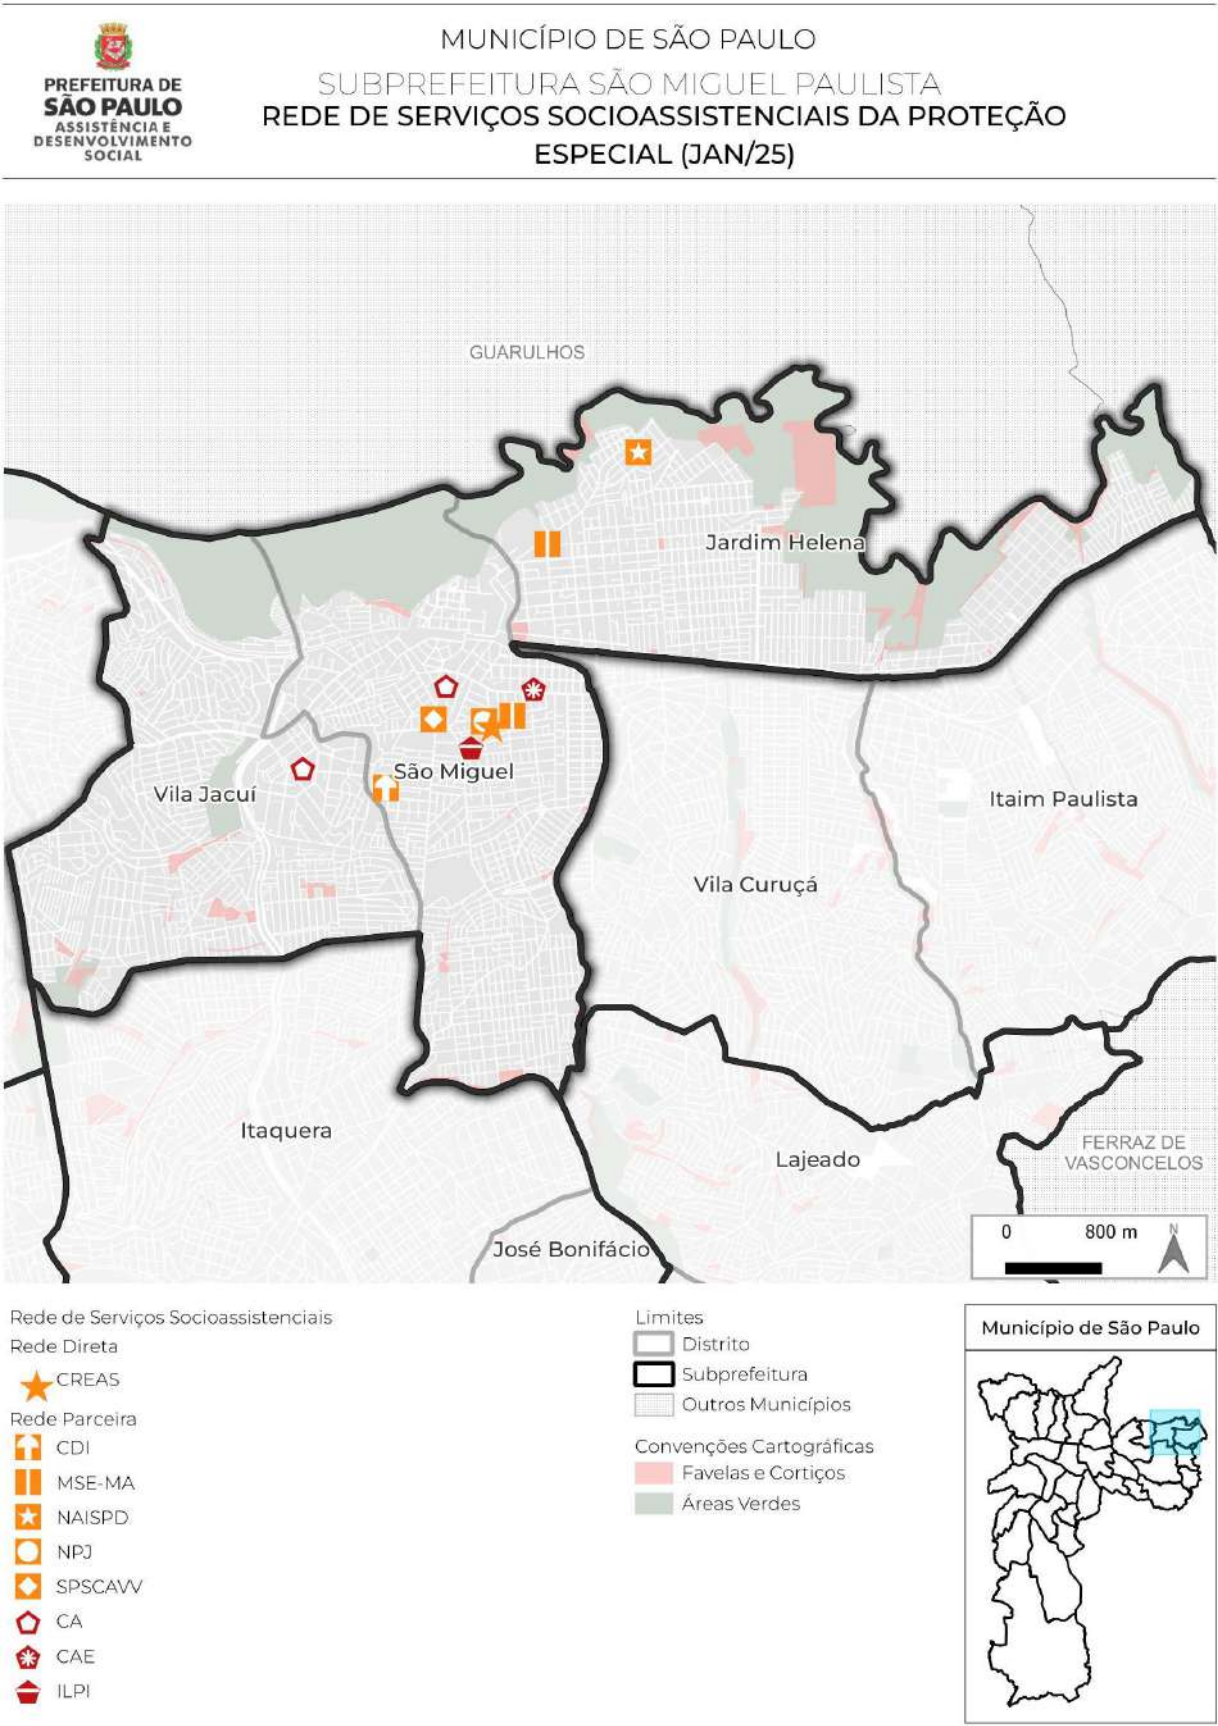 PREFEITURA DE
SÃO PAULO
ASSISTÊNCIA E
DESENVOLVIMENTO
SOCIAL
MUNICÍPIO DE SÃO PAULO
SUBPREFEITURA SÃO MIGUEL PAULISTA
REDE DE SERVIÇOS SOCIOASSISTENCIAIS DA PROTEÇÃO
ESPECIAL (JAN/25)
GUARULHOS
Jardim Helena
São Miguel
Vila Jacuí
Itaim Paulista
Vila Curuçá
Itaquera
Lajeado
FERRAZ DE
VASCONCELOS
José Bonifácio
0 800 m N
Rede de Serviços Socioassistenciais
Rede Direta
CREAS
Rede Parceira
CDI
MSE-MA
NAISPD
NPJ
SPSCAVV
CA
CAE
ILPI
Limites
Distrito
Subprefeitura
Outros Municípios
Convenções Cartográficas
Favelas e Cortiços
Áreas Verdes
Município de São Paulo